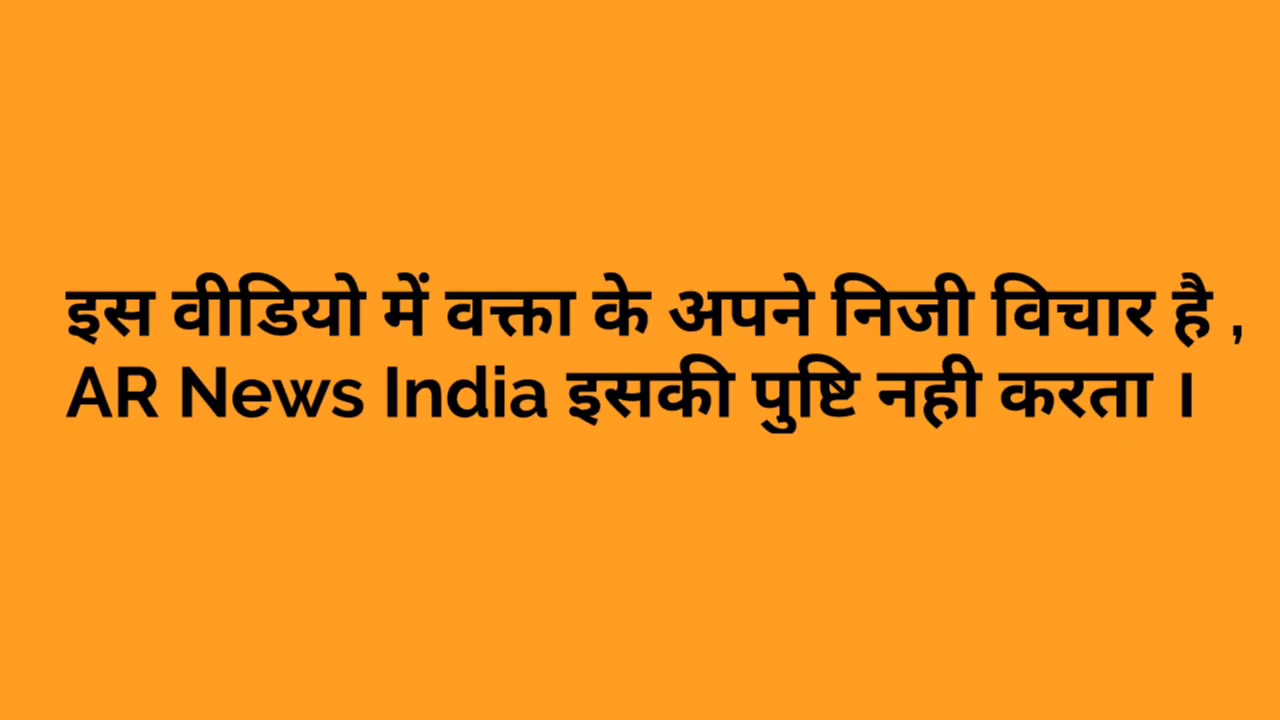 इस वीडियो में वक्ता के अपने निजी विचार है ,
AR News India इसकी पुष्टि नही करता ।